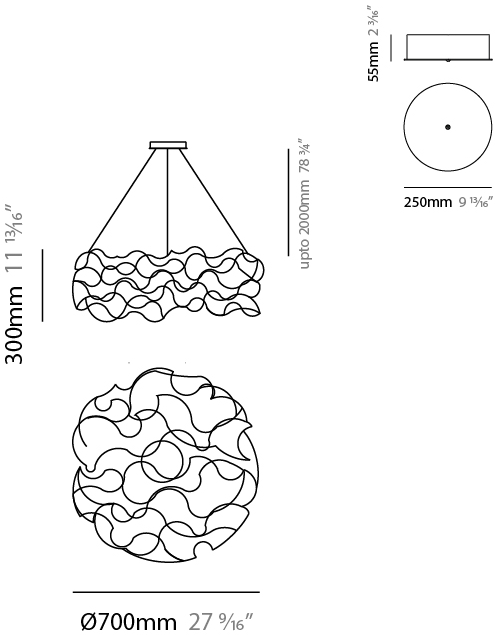 55mm 2 3/16"
250mm 9 13/16"
upto 2000mm 78 3/4"
300mm 11 13/16"
Ø700mm 27 9/16"